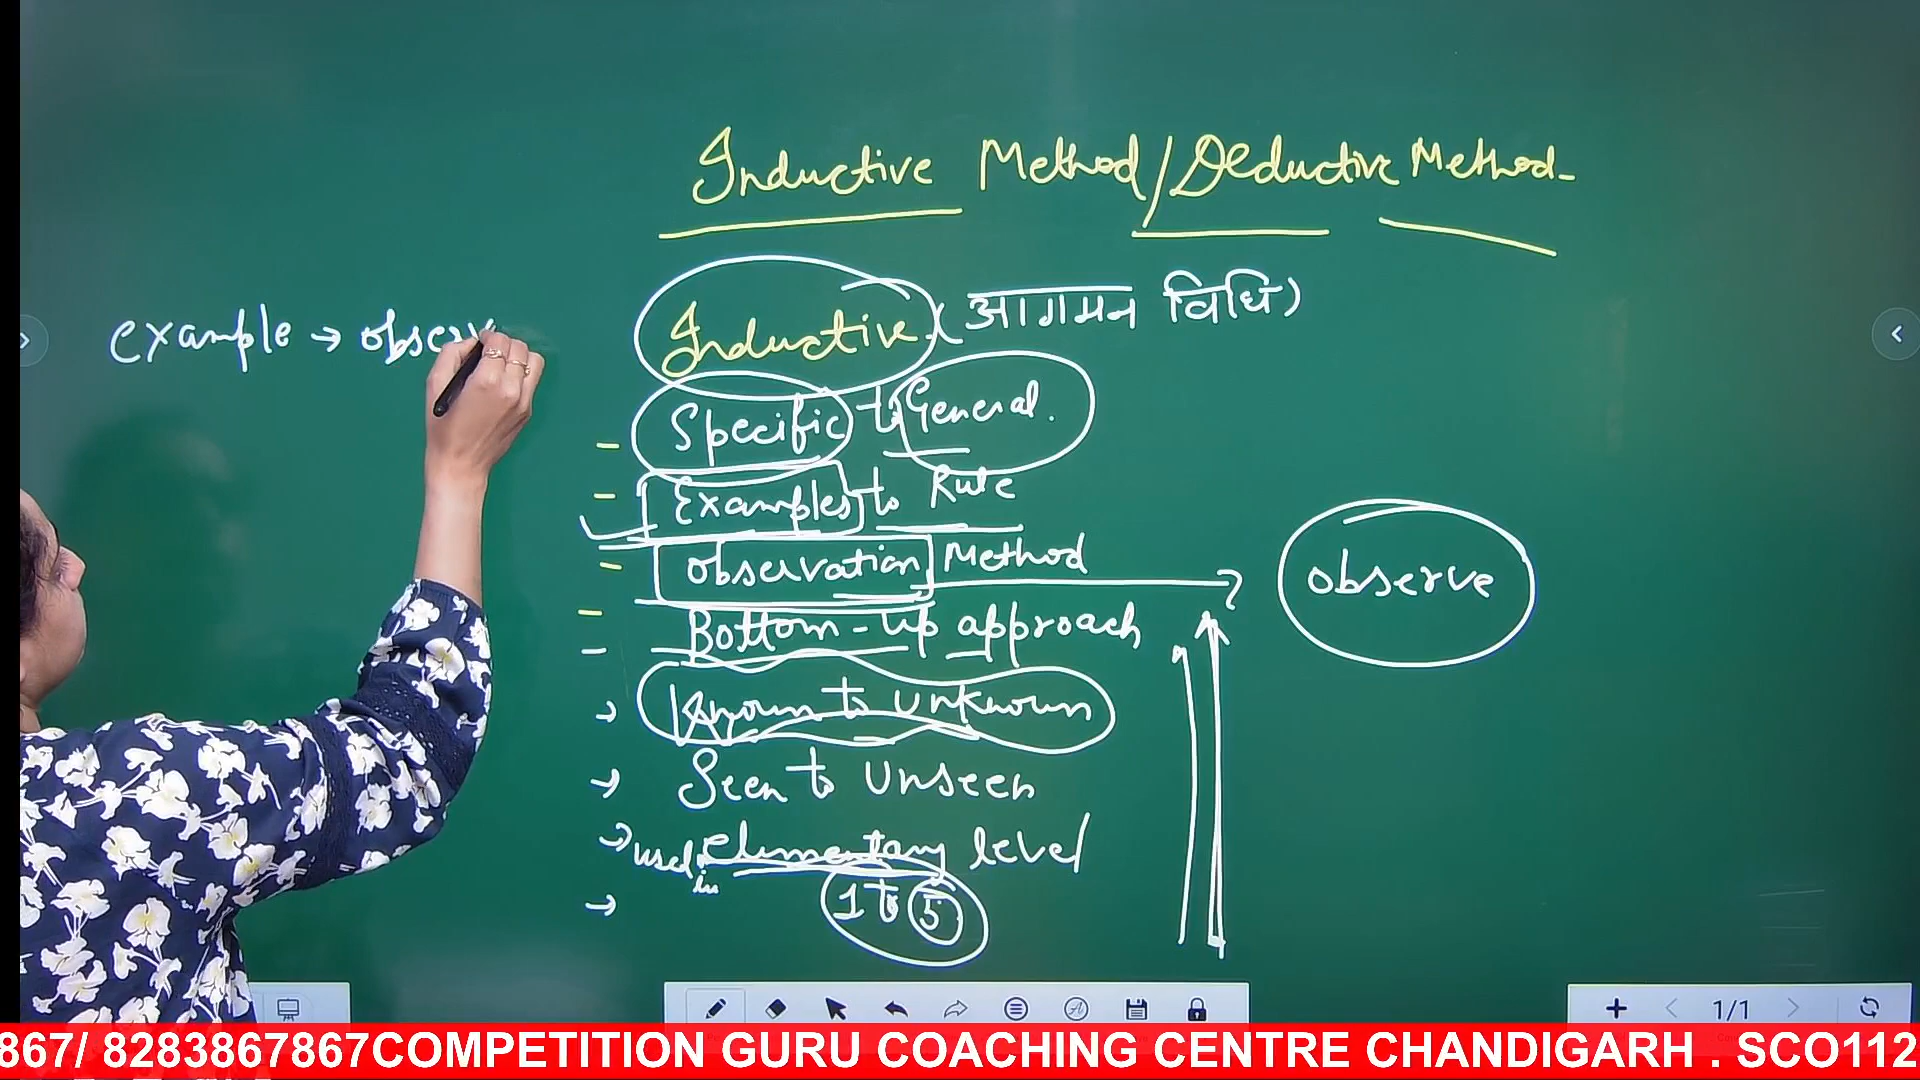 Inductive Method/Deductive Method
Inductive (आगमन विधि)
Specific to General.
Examples to Rule
observation Method
Bottom-up approach
Known to unknown
Seen to unseen
used in elementary level
1 to 5
observe
example → observ
1/1
867/ 8283867867COMPETITION GURU COACHING CENTRE CHANDIGARH . SCO112